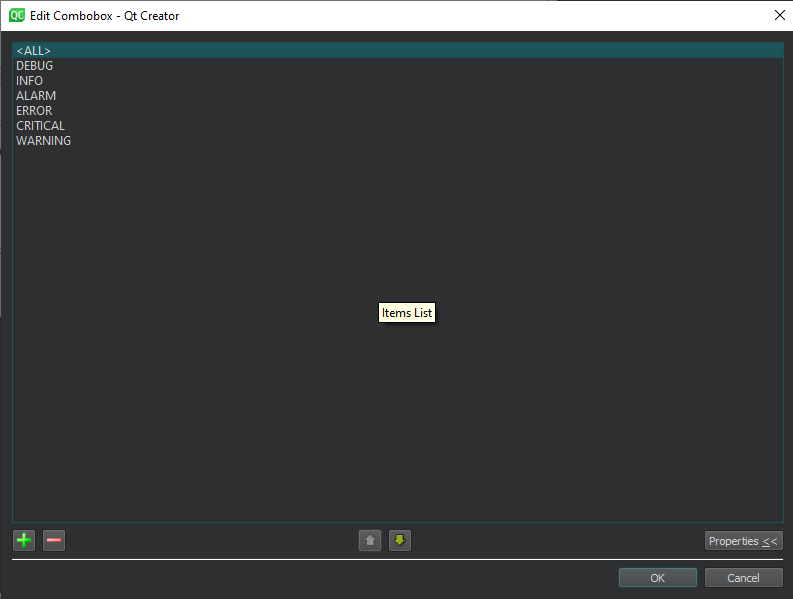 QC Edit Combobox - Qt Creator
<ALL>
DEBUG
INFO
ALARM
ERROR
CRITICAL
WARNING
Items List
Properties <<
OK Cancel